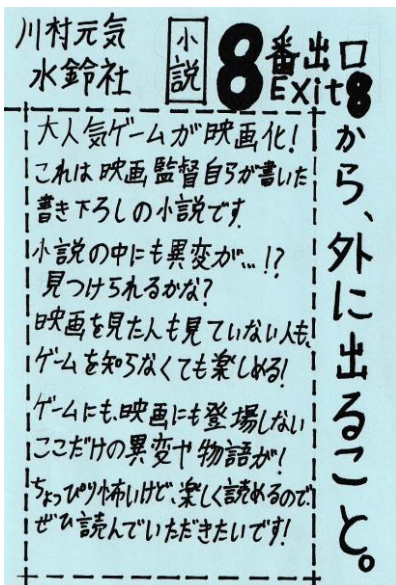 川村元気
水鈴社
小説
8番出口
Exit8
から、外に出ること。
大人気ゲームが映画化!
これは映画監督自らが書いた
書き下ろしの小説です
小説の中にも異変が…!?
見つけられるかな?
映画を見た人も見ていない人も、
ゲームを知らなくても楽しめる!
ゲームにも、映画にも登場しない
ここだけの異変や物語が!
ちょっぴり怖いけど、楽しく読めるので
ぜひ読んでいただきたいです!